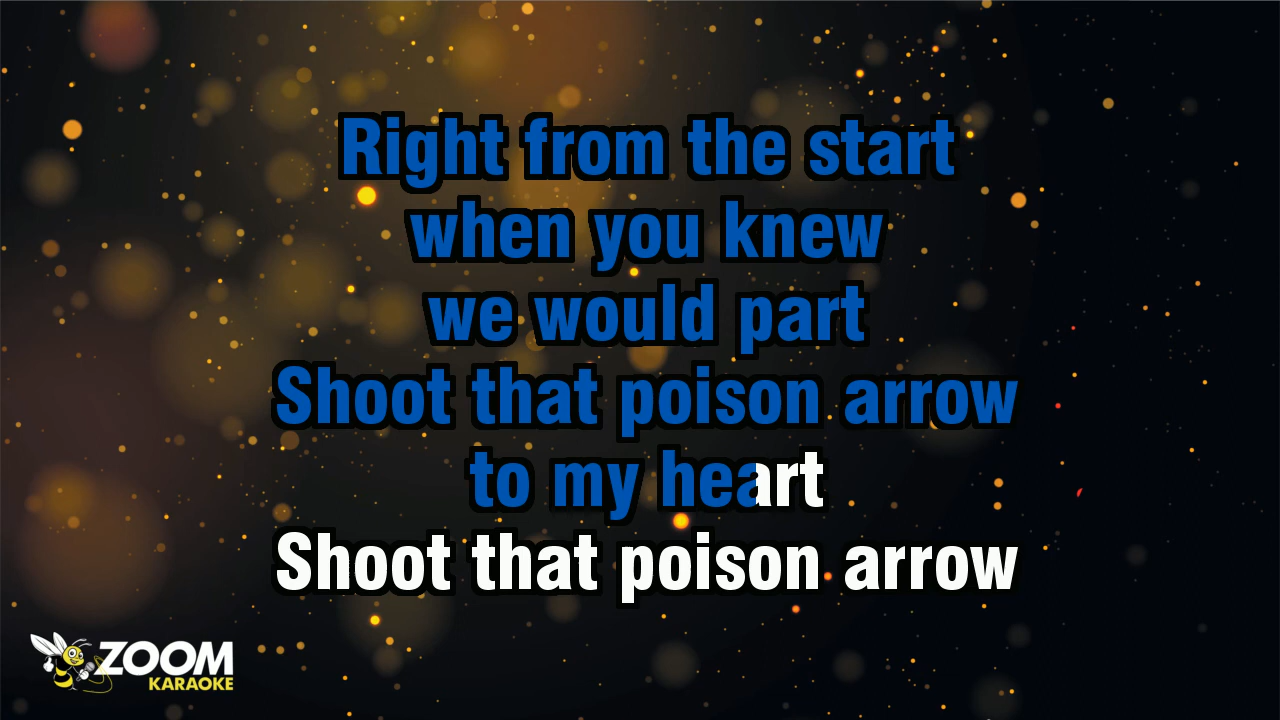 Right from the start
when you knew
we would part
Shoot that poison arrow
to my heart
Shoot that poison arrow
ZOOM
KARAOKE